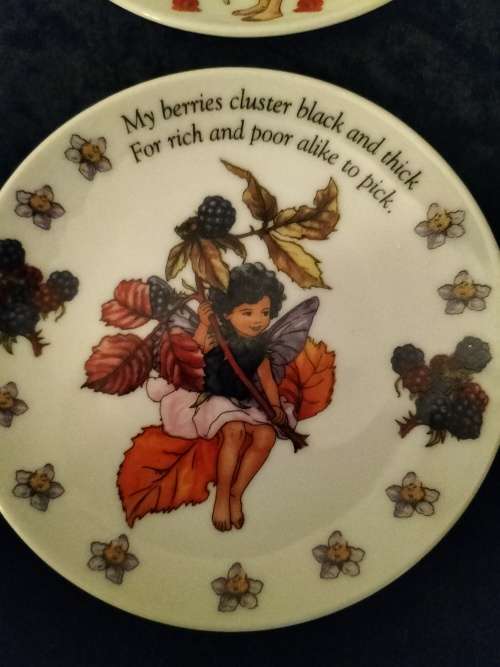 My berries cluster black and thick
For rich and poor alike to pick.